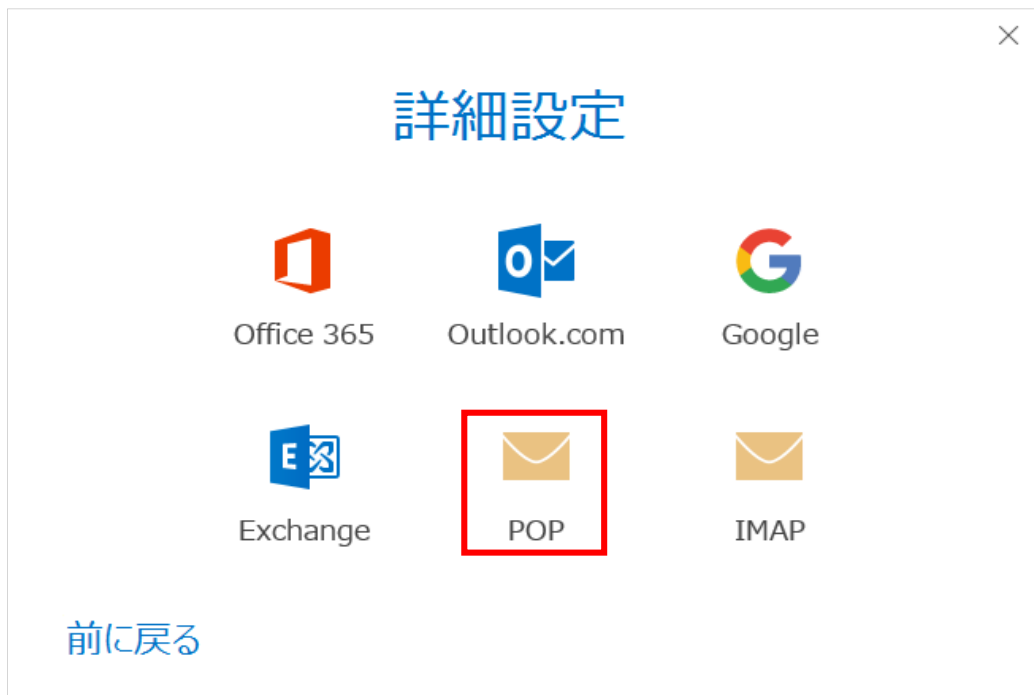 詳細設定
Office 365
Outlook.com
Google
Exchange
POP
IMAP
前に戻る